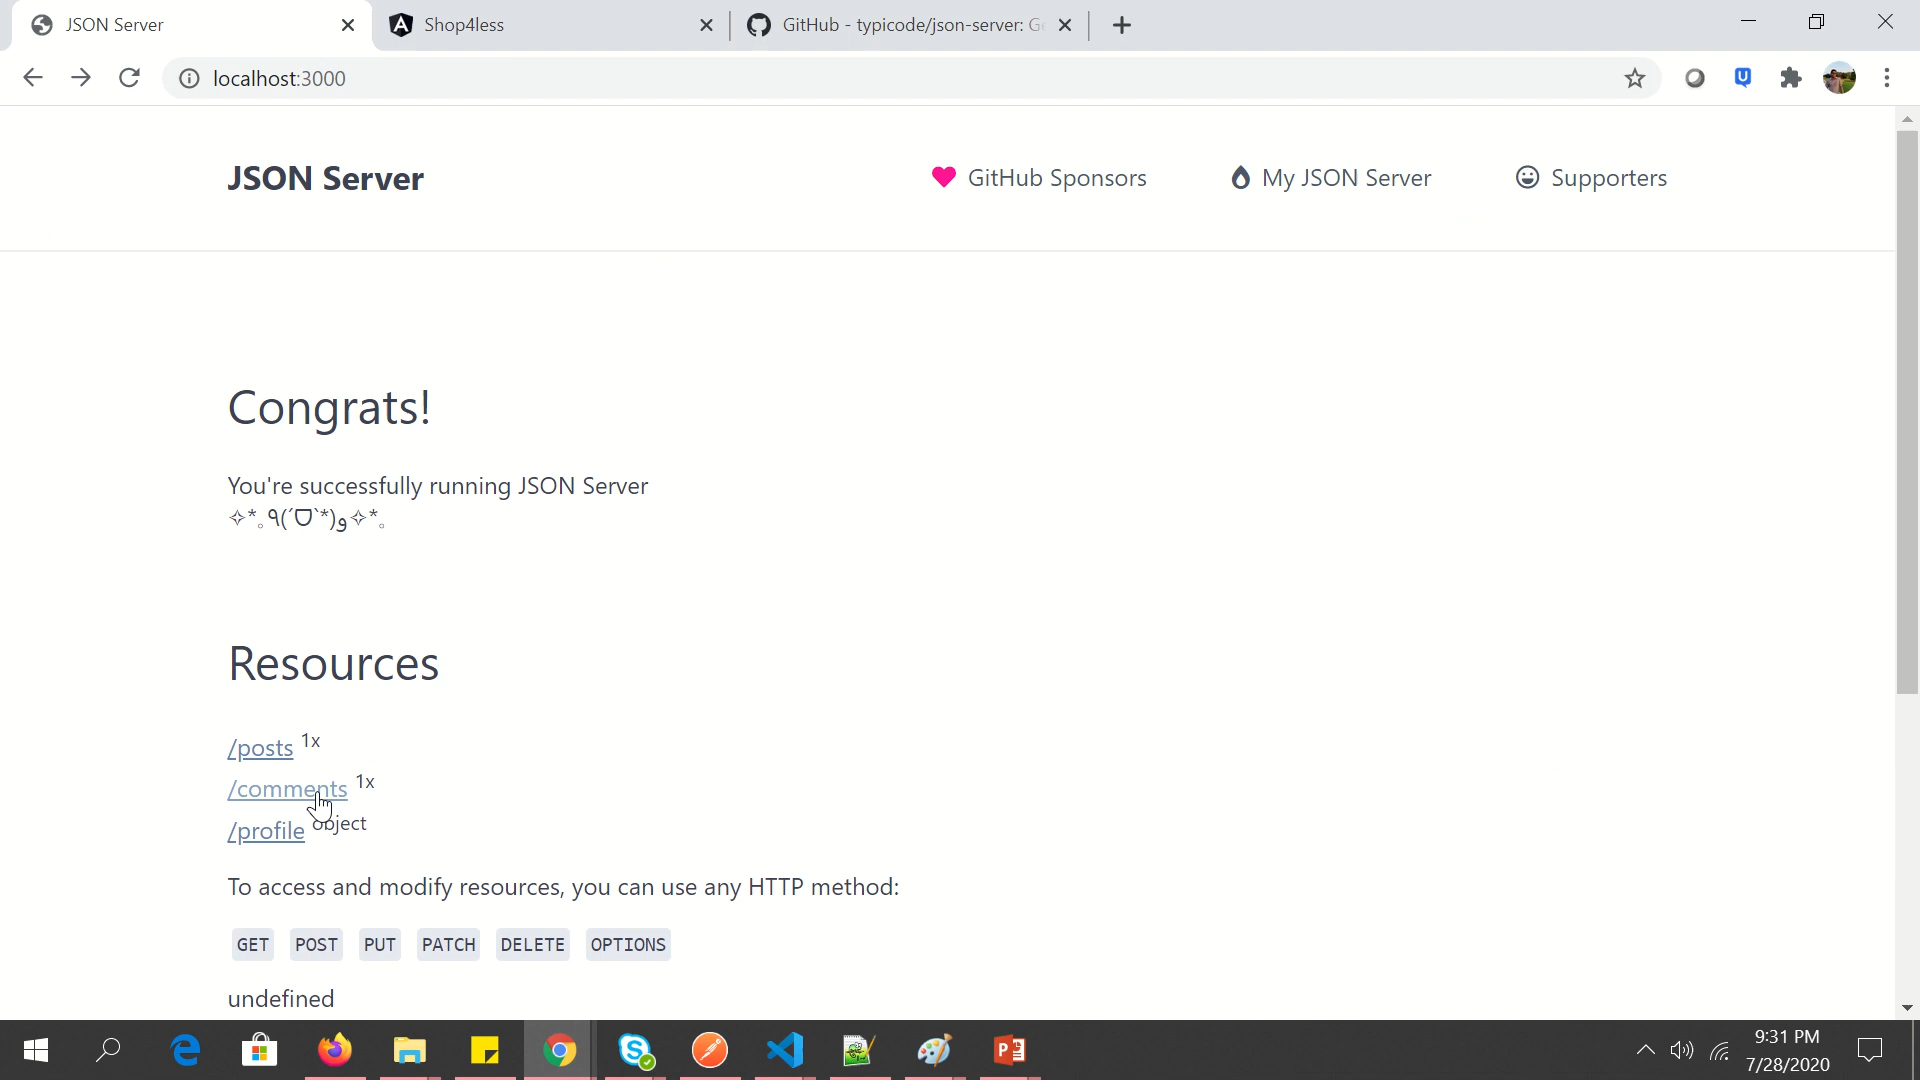 JSON Server
Shop4less
GitHub - typicode/json-server: Ge
localhost:3000
JSON Server
GitHub Sponsors
My JSON Server
Supporters
Congrats!
You're successfully running JSON Server
✧*｡٩(ˊᗜˋ*)و✧*｡
Resources
/posts 1x
/comments 1x
/profile object
To access and modify resources, you can use any HTTP method:
GET POST PUT PATCH DELETE OPTIONS
undefined
9:31 PM
7/28/2020